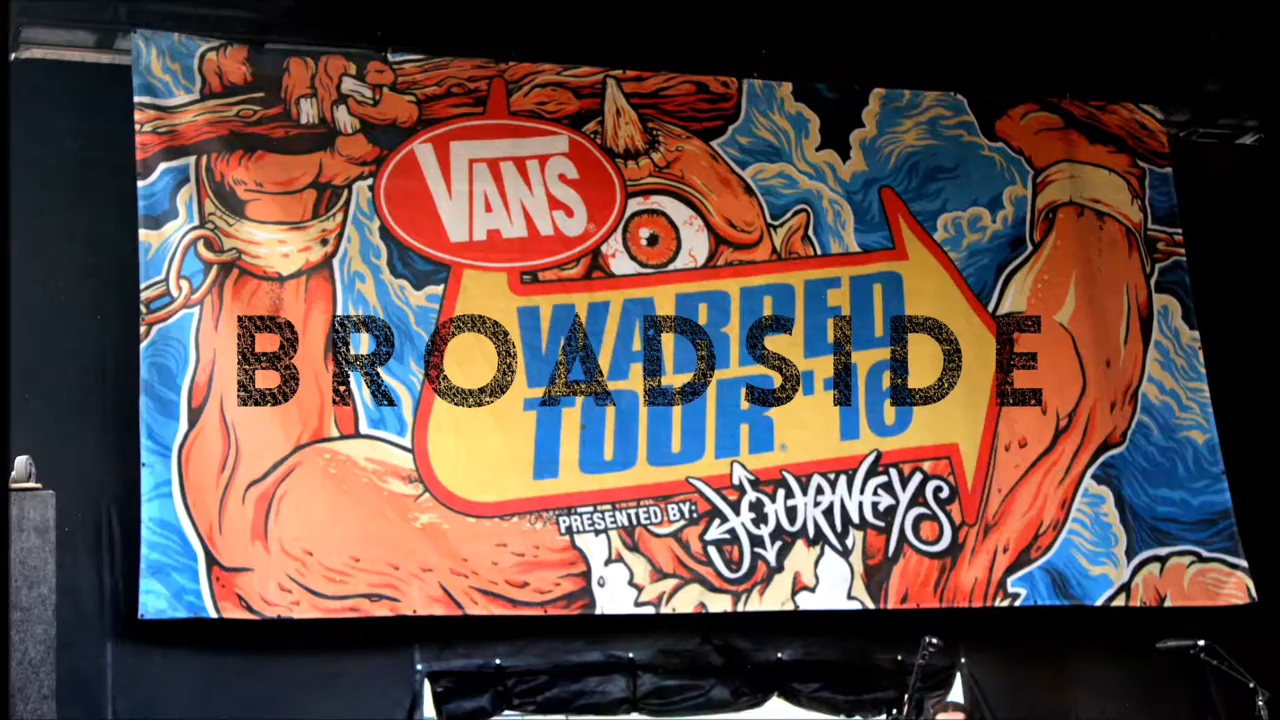 VANS
WARPED
TOUR '16
BROADSIDE
PRESENTED BY:
JOURNEYS